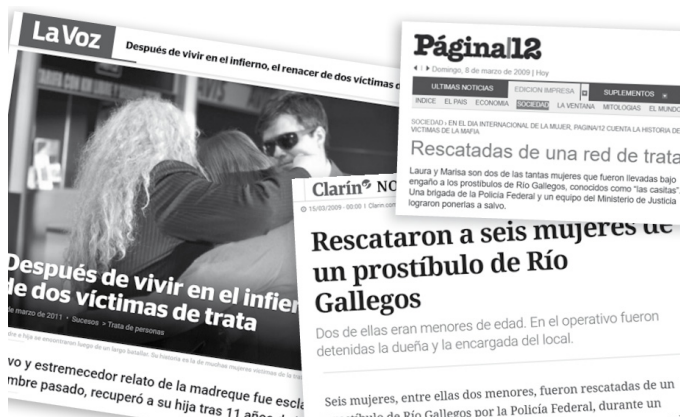 La Voz
Después de vivir en el infierno, el renacer de dos víctimas d
Después de vivir en el infier
de dos víctimas de trata
de marzo de 2011 • Sucesos > Trata de personas
vo y estremecedor relato de la madreque fue escla
mbre pasado, recuperó a su hija tras 11 años
Página|12
Domingo, 8 de marzo de 2009 | Hoy
ULTIMAS NOTICIAS EDICION IMPRESA SUPLEMENTOS
INDICE EL PAIS ECONOMIA SOCIEDAD LA VENTANA MITOLOGIAS EL MUNDO
SOCIEDAD › EN EL DIA INTERNACIONAL DE LA MUJER, PAGINA/12 CUENTA LA HISTORIA DE
VICTIMAS DE LA MAFIA
Rescatadas de una red de trata
Laura y Marisa son dos de las tantas mujeres que fueron llevadas bajo
engaño a los prostíbulos de Río Gallegos, conocidos como "las casitas".
Una brigada de la Policía Federal y un equipo del Ministerio de Justicia
lograron ponerlas a salvo.
Clarín NO
15/03/2009 - 00:00 | Clarin.com
Rescataron a seis mujeres de
un prostíbulo de Río
Gallegos
Dos de ellas eran menores de edad. En el operativo fueron
detenidas la dueña y la encargada del local.
Seis mujeres, entre ellas dos menores, fueron rescatadas de un
prostíbulo de Río Gallegos por la Policía Federal, durante un